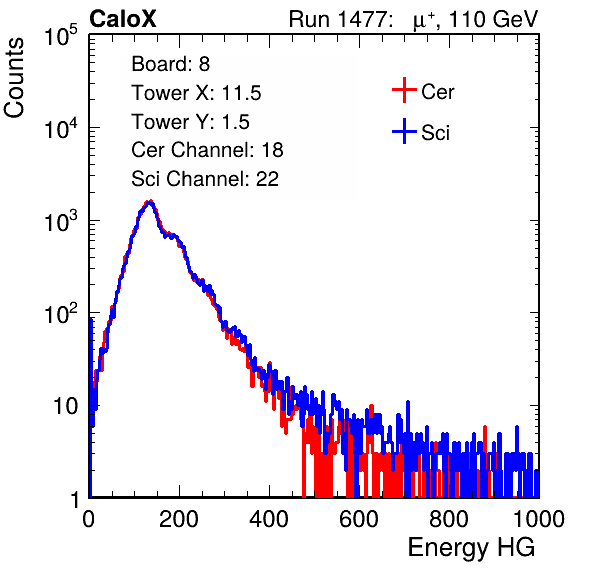 CaloX Run 1477: μ⁺, 110 GeV
Counts
Board: 8
Tower X: 11.5
Tower Y: 1.5
Cer Channel: 18
Sci Channel: 22
Cer
Sci
10⁵
10⁴
10³
10²
10
1
0 200 400 600 800 1000
Energy HG